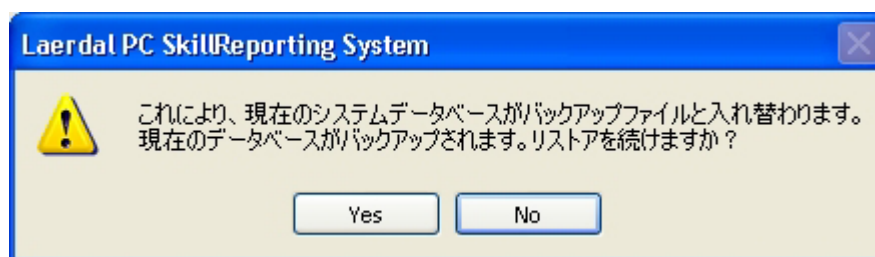 Laerdal PC SkillReporting System
これにより、現在のシステムデータベースがバックアップファイルと入れ替わります。
現在のデータベースがバックアップされます。リストアを続けますか？
Yes
No